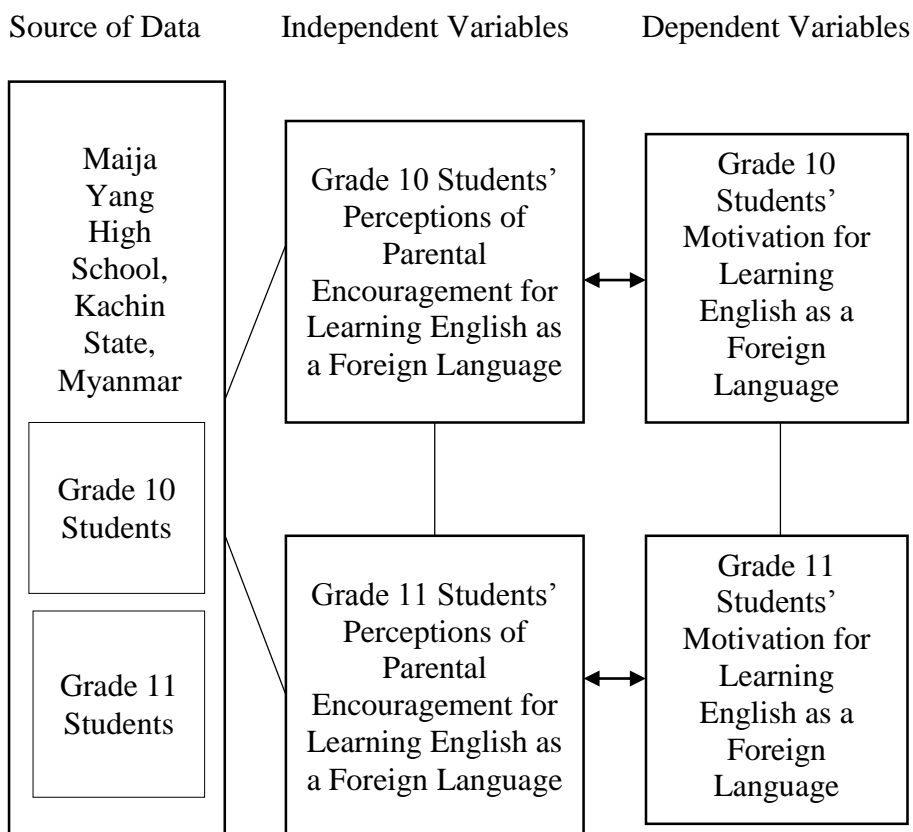 Source of Data
Independent Variables
Dependent Variables
Maija
Yang
High
School,
Kachin
State,
Myanmar
Grade 10
Students
Grade 11
Students
Grade 10 Students’
Perceptions of
Parental
Encouragement for
Learning English as
a Foreign Language
Grade 10
Students’
Motivation for
Learning
English as a
Foreign
Language
Grade 11 Students’
Perceptions of
Parental
Encouragement for
Learning English as
a Foreign Language
Grade 11
Students’
Motivation for
Learning
English as a
Foreign
Language